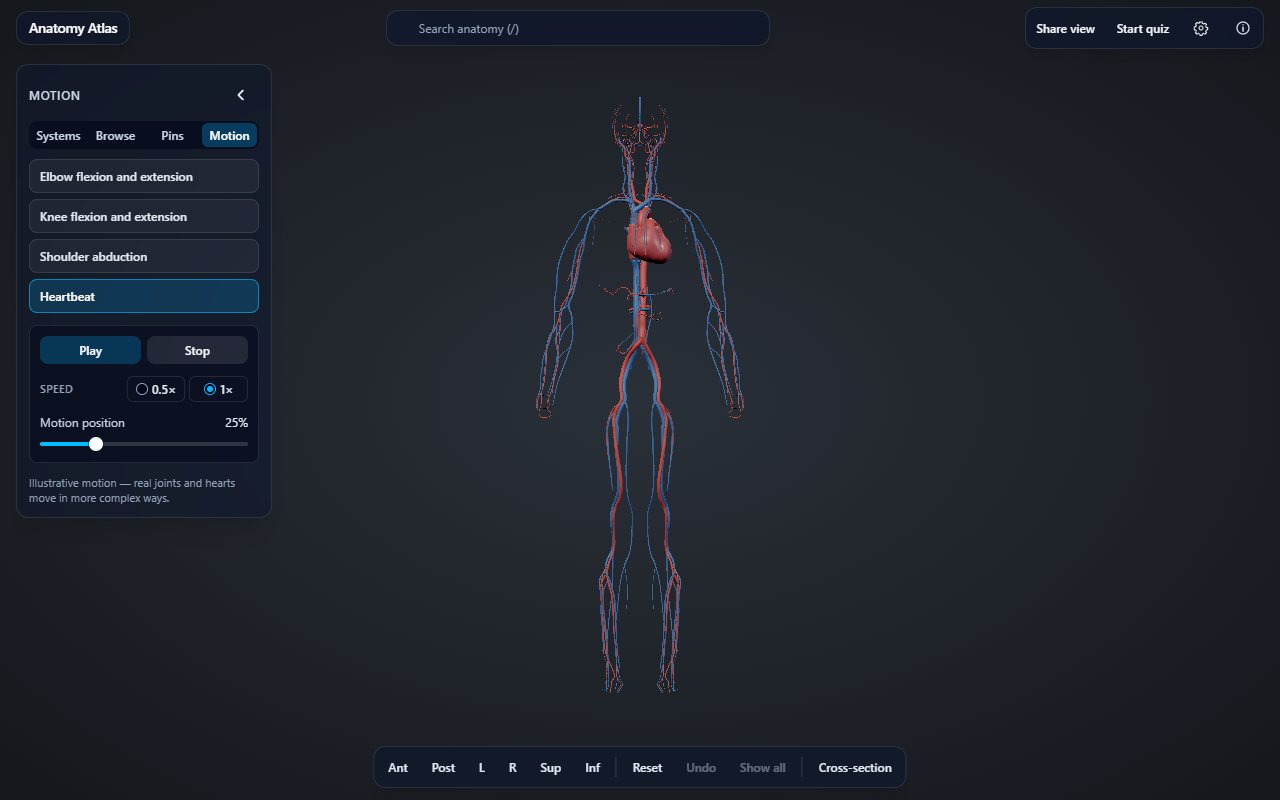 Anatomy Atlas
Search anatomy (/)
Share view
Start quiz
MOTION
Systems
Browse
Pins
Motion
Elbow flexion and extension
Knee flexion and extension
Shoulder abduction
Heartbeat
Play
Stop
SPEED
0.5×
1×
Motion position
25%
Illustrative motion — real joints and hearts
move in more complex ways.
Ant
Post
L
R
Sup
Inf
Reset
Undo
Show all
Cross-section